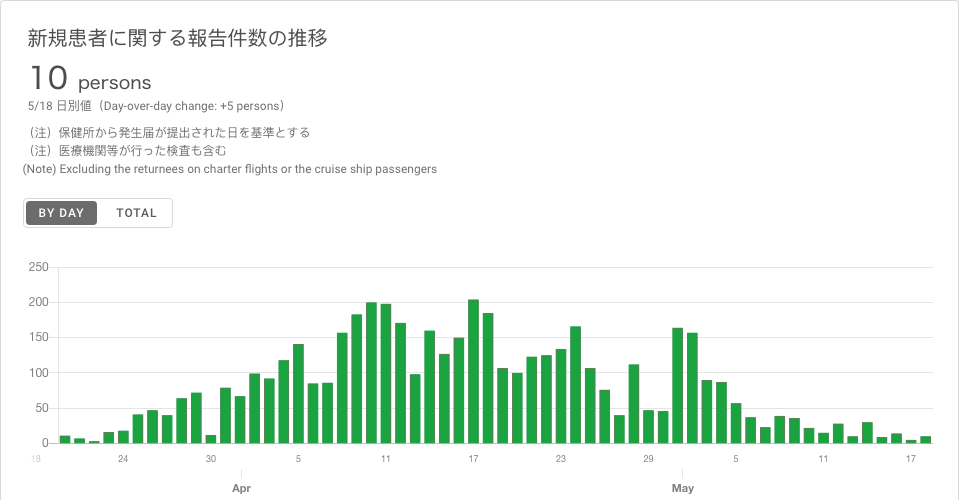 新規患者に関する報告件数の推移
10 persons
5/18 日別値（Day-over-day change: +5 persons）
（注）保健所から発生届が提出された日を基準とする
（注）医療機関等が行った検査も含む
(Note) Excluding the returnees on charter flights or the cruise ship passengers
BY DAY TOTAL
250
200
150
100
50
0
18 24 30 5 11 17 23 29 5 11 17
Apr May